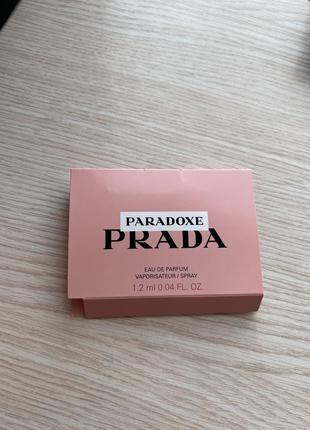 PARADOXE
PRADA
EAU DE PARFUM
VAPORISATEUR / SPRAY
1.2 ml 0.04 FL. OZ.